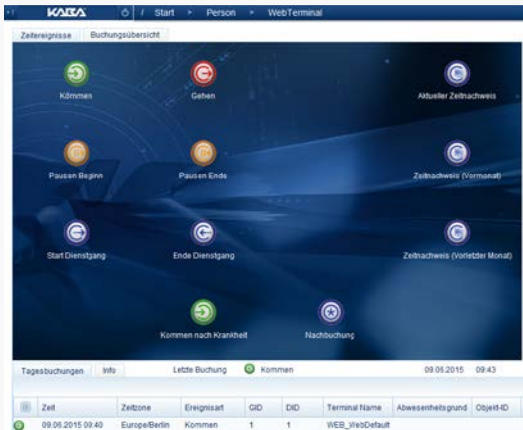 KABA / Start ▸ Person ▸ WebTerminal
Zeitereignisse Buchungsübersicht
Kommen Gehen Aktueller Zeitnachweis
Pausen Beginn Pausen Ende Zeitnachweis (Vormonat)
Start Dienstgang Ende Dienstgang Zeitnachweis (Vorletzter Monat)
Kommen nach Krankheit Nachbuchung
Tagesbuchungen Info Letzte Buchung Kommen 09.06.2015 09:43
Zeit Zeitzone Ereignisart GID DID Terminal Name Abwesenheitsgrund Objekt-ID
09.06.2015 09:40 Europe/Berlin Kommen 1 1 WEB_WebDefault